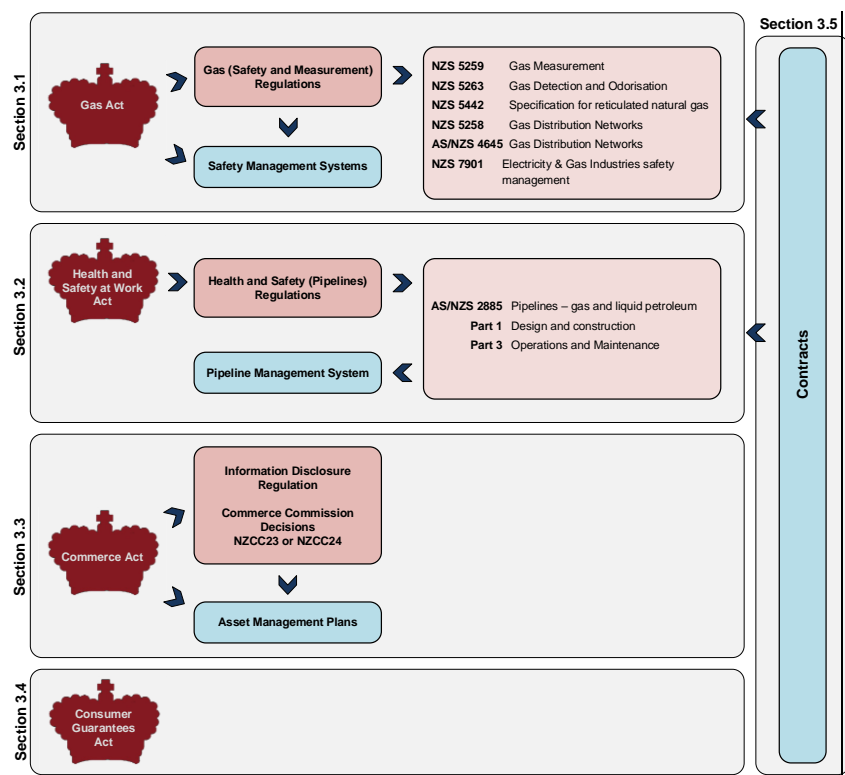 Section 3.5
Section 3.1
Gas Act
Gas (Safety and Measurement)
Regulations
Safety Management Systems
NZS 5259 Gas Measurement
NZS 5263 Gas Detection and Odorisation
NZS 5442 Specification for reticulated natural gas
NZS 5258 Gas Distribution Networks
AS/NZS 4645 Gas Distribution Networks
NZS 7901 Electricity & Gas Industries safety
management
Section 3.2
Health and
Safety at Work
Act
Health and Safety (Pipelines)
Regulations
Pipeline Management System
AS/NZS 2885 Pipelines – gas and liquid petroleum
Part 1 Design and construction
Part 3 Operations and Maintenance
Contracts
Section 3.3
Commerce Act
Information Disclosure
Regulation
Commerce Commission
Decisions
NZCC23 or NZCC24
Asset Management Plans
Section 3.4
Consumer
Guarantees
Act